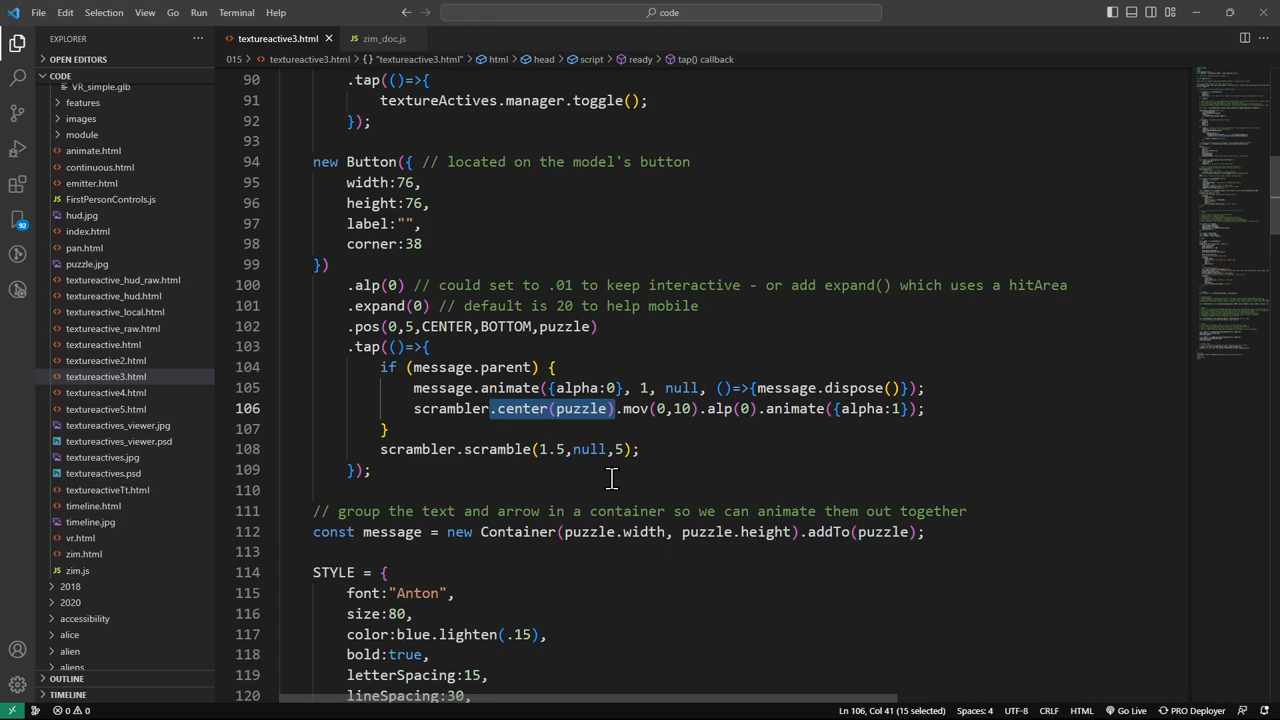 File Edit Selection View Go Run Terminal Help
code
EXPLORER
textureactive3.html
zim_doc.js
015 > textureactive3.html > {} "textureactive3.html" > html > head > script > ready > tap() callback
OPEN EDITORS
CODE
VR_simple.glb
features
images
module
animate.html
continuous.html
emitter.html
FirstPersonControls.js
hud.jpg
index.html
pan.html
puzzle.jpg
textureactive_hud_raw.html
textureactive_hud.html
textureactive_local.html
textureactive_raw.html
textureactive.html
textureactive2.html
textureactive3.html
textureactive4.html
textureactive5.html
textureactives_viewer.jpg
textureactives_viewer.psd
textureactives.jpg
textureactives.psd
textureactiveTt.html
timeline.html
timeline.jpg
vr.html
zim.html
zim.js
2018
2020
accessibility
alice
aliens
OUTLINE
TIMELINE
92
90 .tap(()=>{
91 textureActives.manager.toggle();
92 });
93
94 new Button({ // located on the model's button
95 width:76,
96 height:76,
97 label:"",
98 corner:38
99 })
100 .alp(0) // could set to .01 to keep interactive - or add expand() which uses a hitArea
101 .expand(0) // default is 20 to help mobile
102 .pos(0,5,CENTER,BOTTOM,puzzle)
103 .tap(()=>{
104 if (message.parent) {
105 message.animate({alpha:0}, 1, null, ()=>{message.dispose()});
106 scrambler.center(puzzle).mov(0,10).alp(0).animate({alpha:1});
107 }
108 scrambler.scramble(1.5,null,5);
109 });
110
111 // group the text and arrow in a container so we can animate them out together
112 const message = new Container(puzzle.width, puzzle.height).addTo(puzzle);
113
114 STYLE = {
115 font:"Anton",
116 size:80,
117 color:blue.lighten(.15),
118 bold:true,
119 letterSpacing:15,
120 lineSpacing:30,
0 0 Ln 106, Col 41 (15 selected) Spaces: 4 UTF-8 CRLF HTML Go Live PRO Deployer